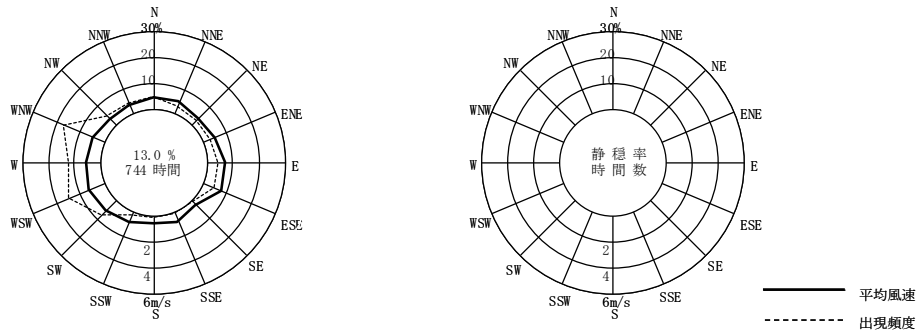 N
30%
NNW
NNE
NW
20
NE
10
WNW
ENE
13.0 %
W
E
744 時間
WSW
ESE
2
SW
SE
4
SSW
6m/s
SSE
S
N
30%
NNW
NNE
NW
20
NE
10
WNW
ENE
静 穏 率
W
E
時 間 数
WSW
ESE
2
SW
SE
4
SSW
6m/s
SSE
S
平均風速
出現頻度